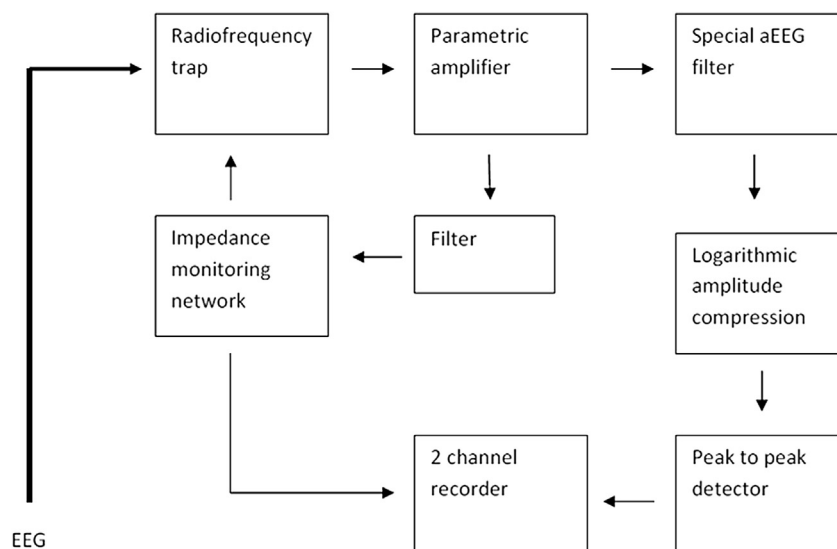 Radiofrequency
trap
Parametric
amplifier
Special aEEG
filter
Impedance
monitoring
network
Filter
Logarithmic
amplitude
compression
2 channel
recorder
Peak to peak
detector
EEG